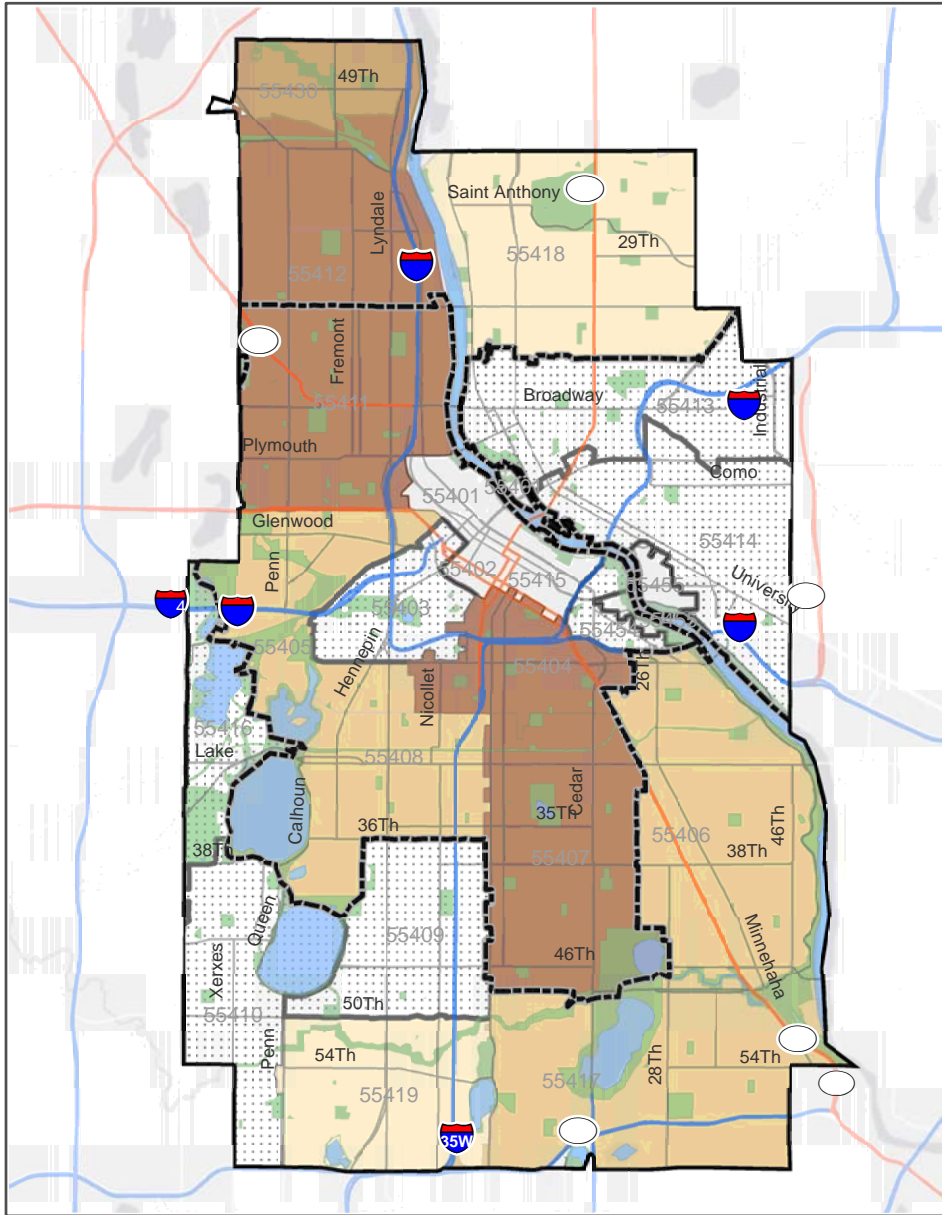 49Th
55430
Saint Anthony
Lyndale
29Th
55418
55412
Fremont
Broadway
Industrial
55411
55413
Plymouth
Como
55401
Glenwood
55414
Penn
55402
55415
University
55403
55405
Hennepin
26Th
55404
Nicollet
55416
Lake
55408
Calhoun
Cedar
35Th
36Th
55406
46Th
38Th
38Th
55407
Queen
55409
Xerxes
46Th
Minnehaha
50Th
55410
54Th
Penn
28Th
54Th
55417
55419
35W